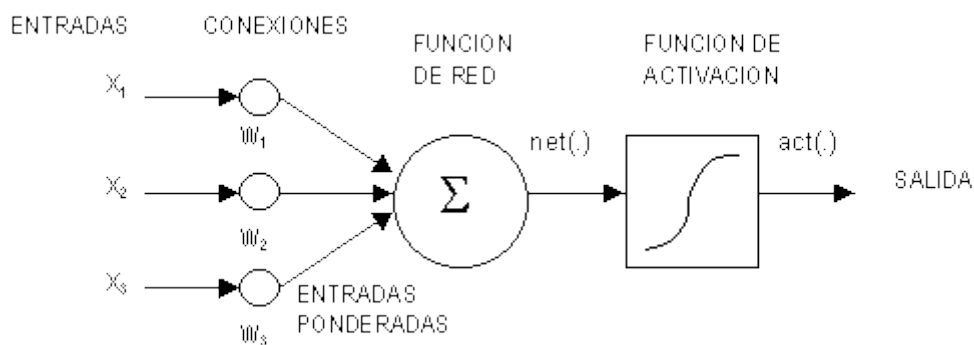 ENTRADAS
CONEXIONES
FUNCION
DE RED
FUNCION DE
ACTIVACION
X₁
W₁
X₂
W₂
X₃
W₃
Σ
net(.)
act(.)
SALIDA
ENTRADAS
PONDERADAS